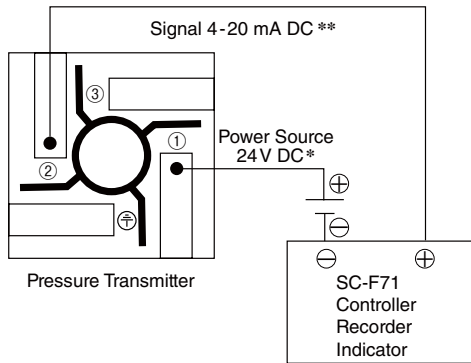 Signal 4-20 mA DC **
③
①
②
Power Source
24V DC*
⊕
⊖
⊖ ⊕
Pressure Transmitter
SC-F71
Controller
Recorder
Indicator